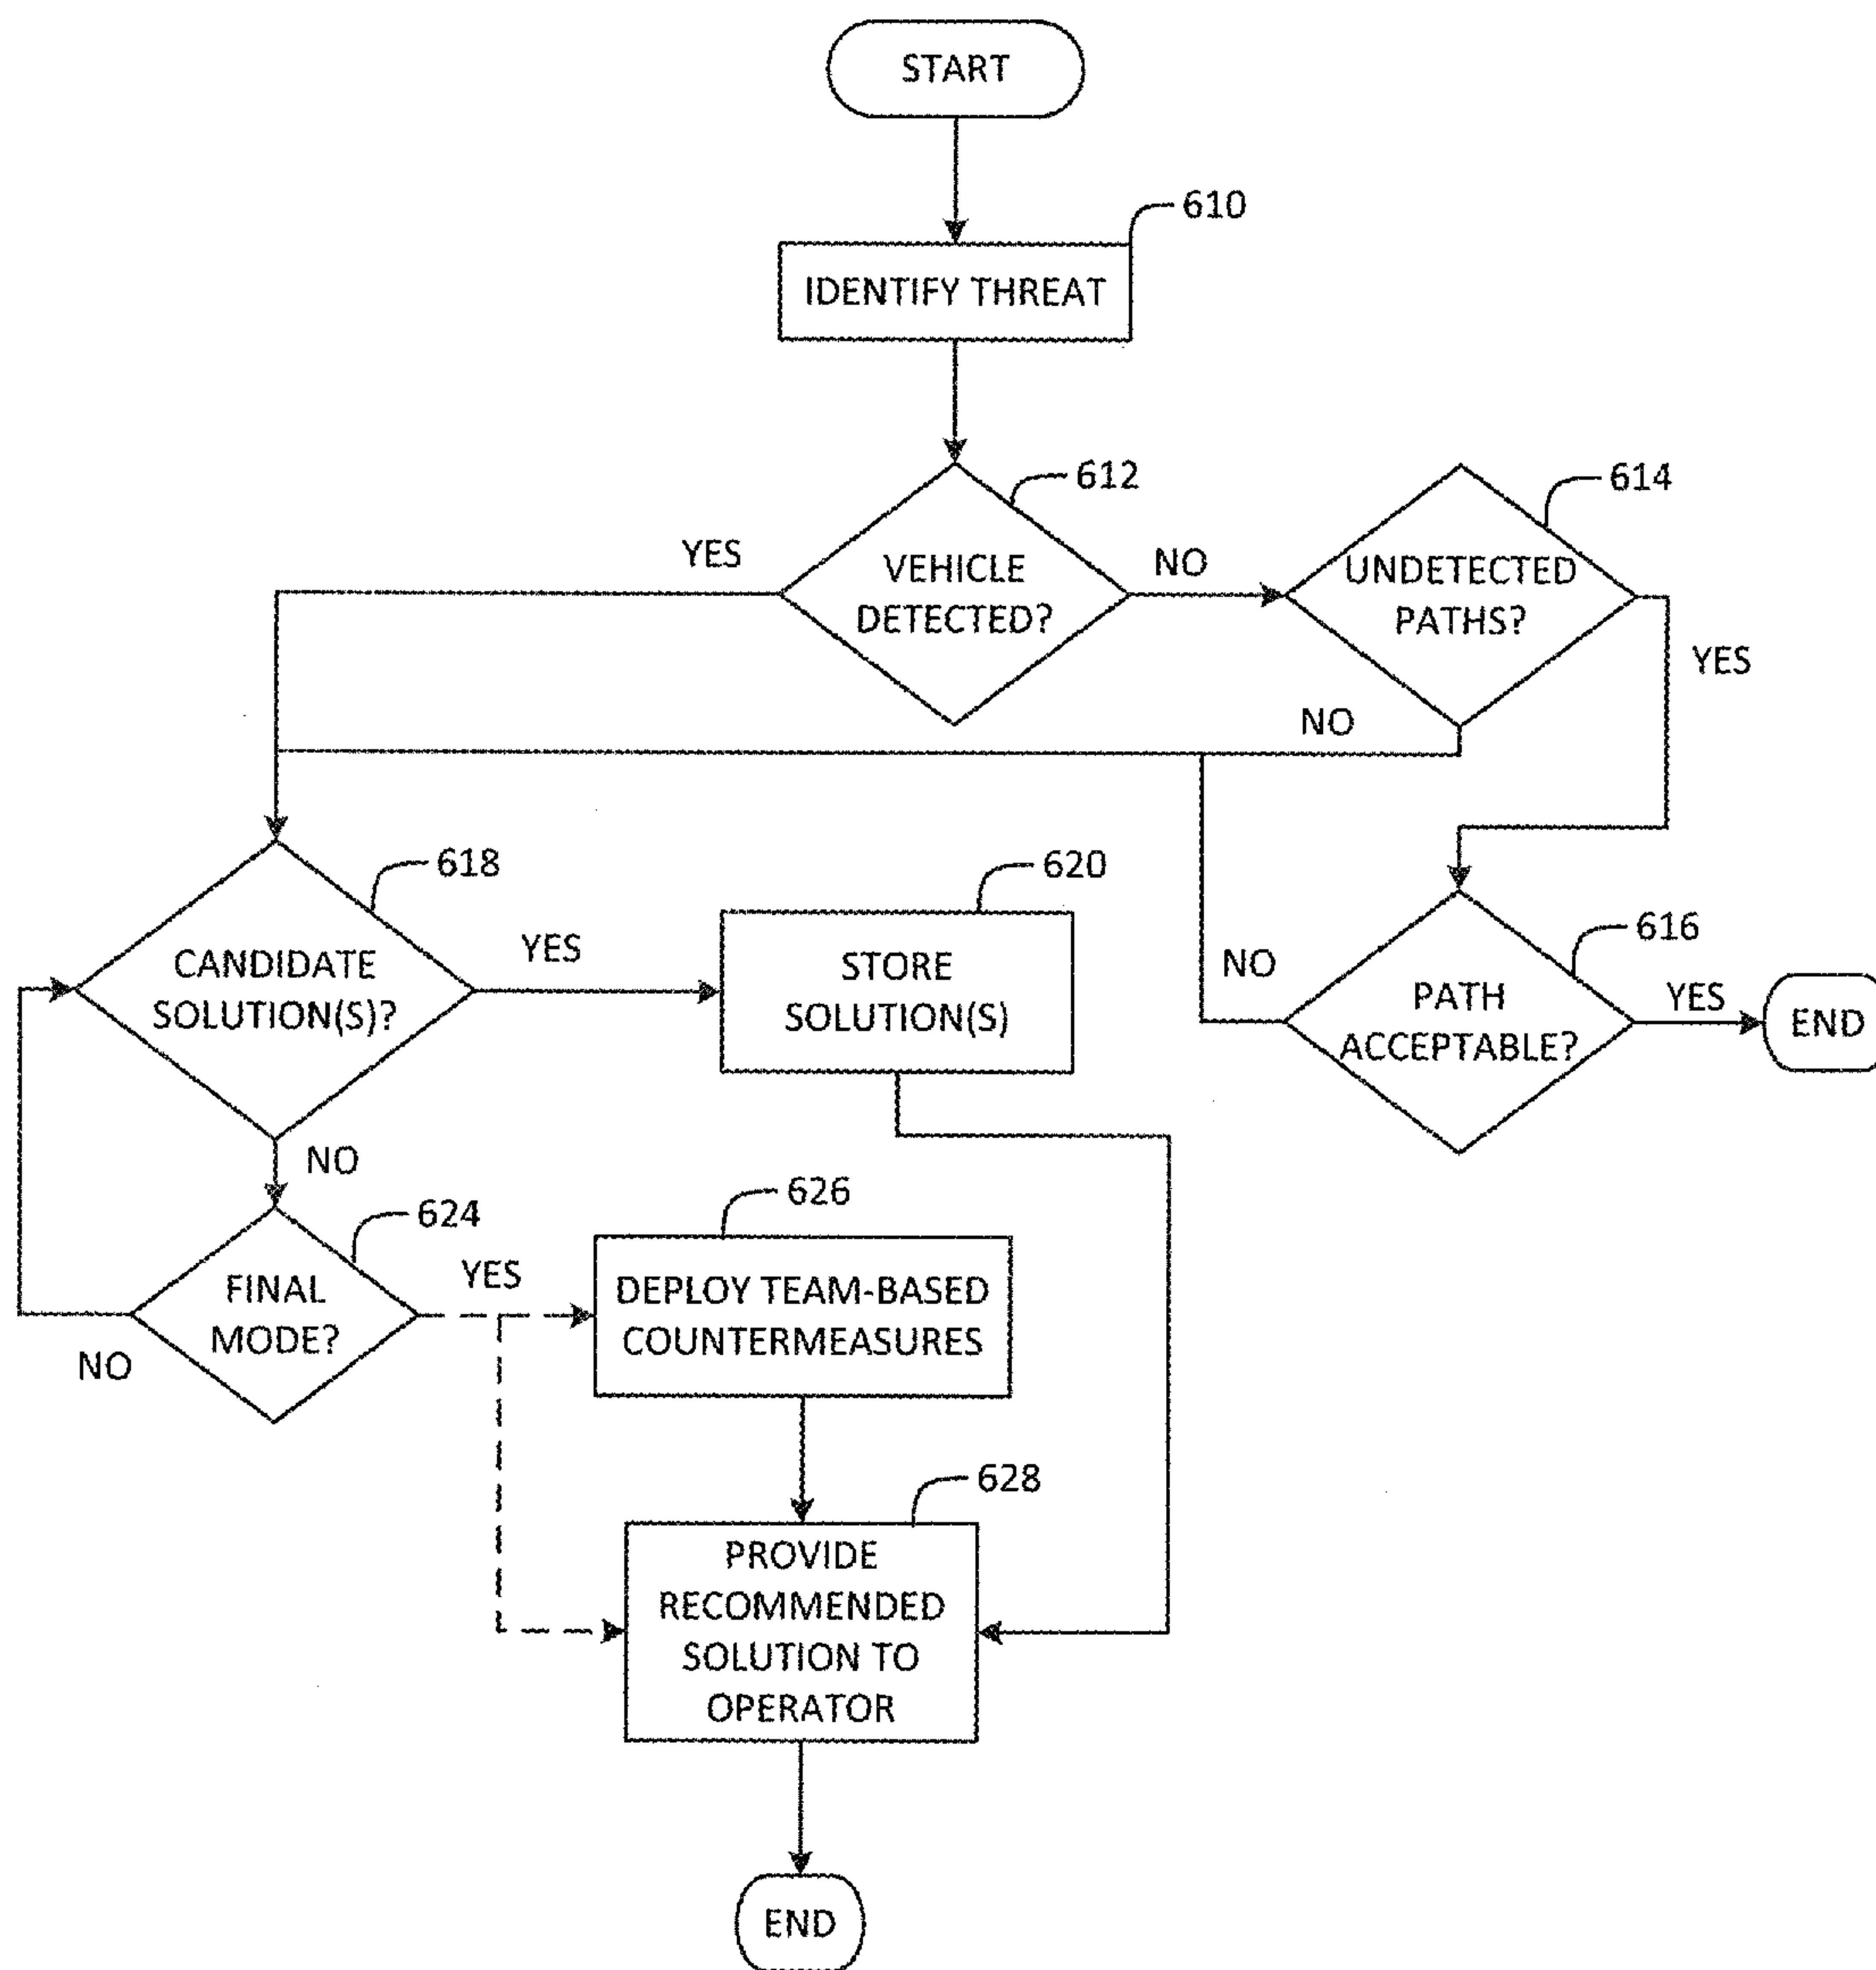 START
610
IDENTIFY THREAT
612
614
YES
VEHICLE
DETECTED?
NO
UNDETECTED
PATHS?
YES
NO
618
620
CANDIDATE
SOLUTION(S)?
YES
STORE
SOLUTION(S)
NO
616
PATH
ACCEPTABLE?
YES
END
NO
624
626
FINAL
MODE?
YES
DEPLOY TEAM-BASED
COUNTERMEASURES
NO
628
PROVIDE
RECOMMENDED
SOLUTION TO
OPERATOR
END